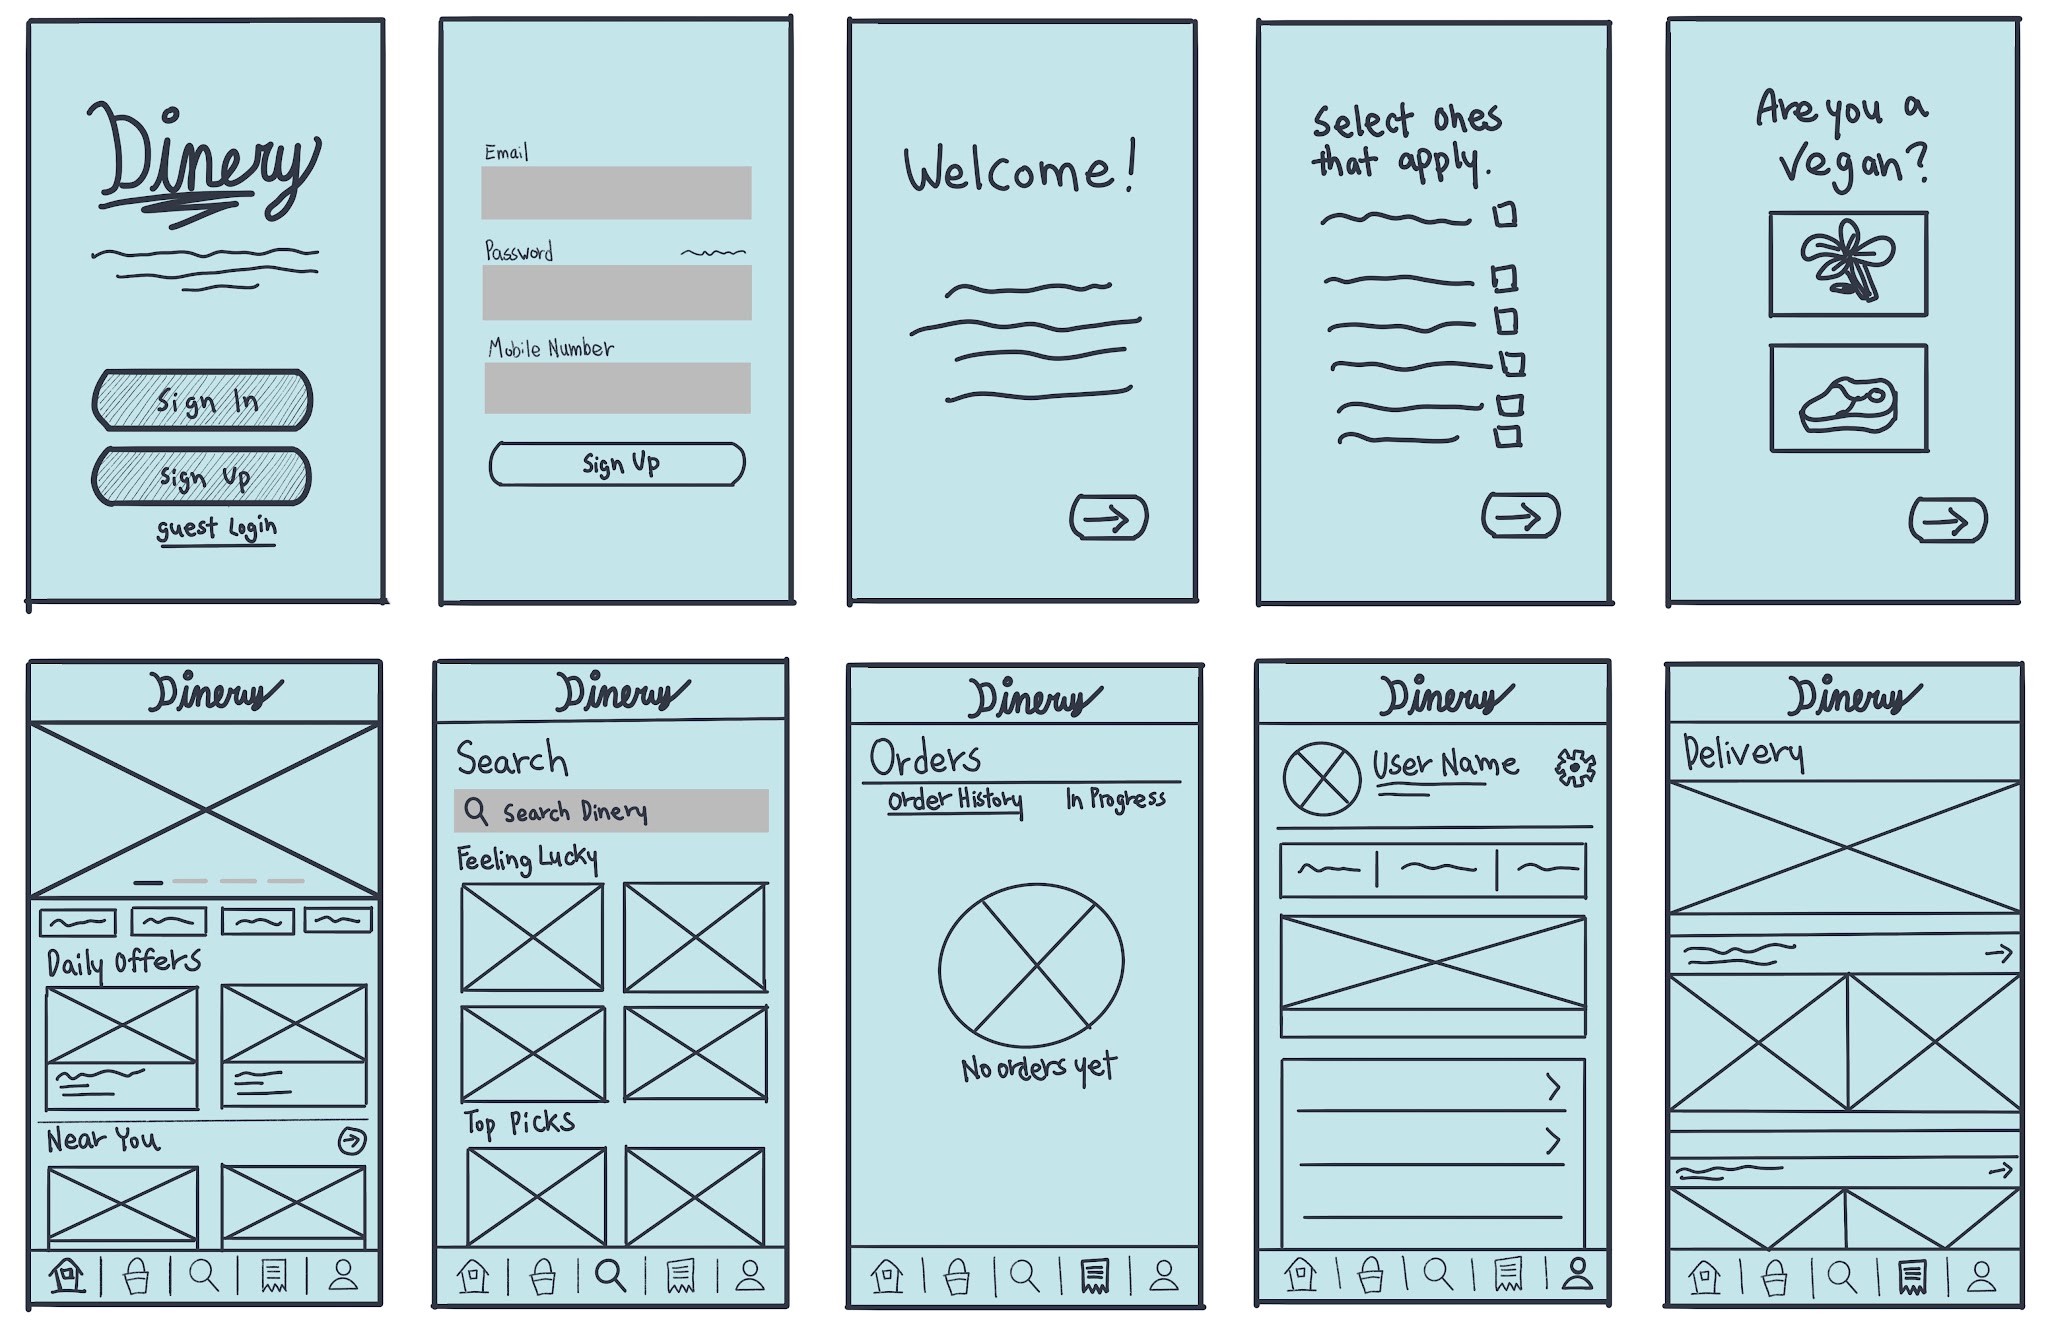 Dinery
Sign In
Sign Up
guest Login
Email
Password
Mobile Number
Sign Up
Welcome!
Select ones
that apply.
Are you a
vegan?
Dinery
Daily Offers
Near You
Dinery
Search
Search Dinery
Feeling Lucky
Top Picks
Dinery
Orders
Order History
In Progress
No orders yet
Dinery
User Name
Dinery
Delivery